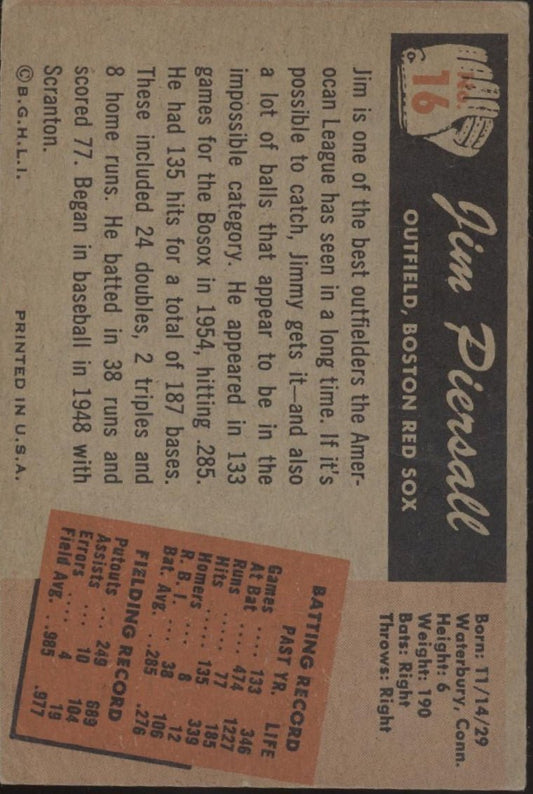 No. 16
Jim Piersall
OUTFIELD, BOSTON RED SOX
Born: 11/14/29
Waterbury, Conn.
Height: 6
Weight: 190
Bats: Right
Throws: Right
Jim is one of the best outfielders the Amer-
ocan League has seen in a long time. If it's
possible to catch, Jimmy gets it—and also
a lot of balls that appear to be in the
impossible category. He appeared in 133
games for the Bosox in 1954, hitting .285.
He had 135 hits for a total of 187 bases.
These included 24 doubles, 2 triples and
8 home runs. He batted in 38 runs and
scored 77. Began in baseball in 1948 with
Scranton.
© B.G.H.L.I. PRINTED IN U.S.A.
BATTING RECORD
PAST YR. LIFE
Games ..... 133 346
At Bat ..... 474 1227
Runs ..... 77 185
Hits ..... 135 339
Homers ..... 8 12
R. B. I. .... 38 106
Bat. Avg. ... .285 .276
FIELDING RECORD
Putouts .... 249 689
Assists .... 10 104
Errors .... 4 19
Field Avg. .. .985 .977